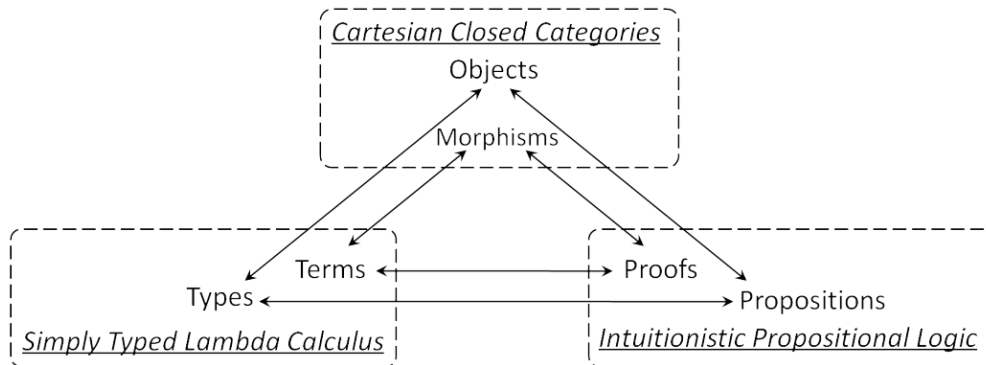 Cartesian Closed Categories
Objects
Morphisms
Terms
Proofs
Types
Propositions
Simply Typed Lambda Calculus
Intuitionistic Propositional Logic